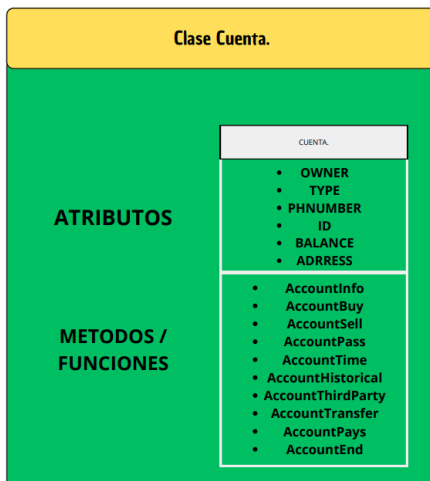 Clase Cuenta.
CUENTA.
ATRIBUTOS
• OWNER
• TYPE
• PHNUMBER
• ID
• BALANCE
• ADRRESS
METODOS /
FUNCIONES
• AccountInfo
• AccountBuy
• AccountSell
• AccountPass
• AccountTime
• AccountHistorical
• AccountThirdParty
• AccountTransfer
• AccountPays
• AccountEnd